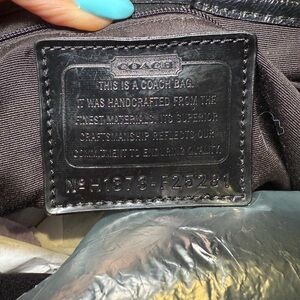 COACH
THIS IS A COACH BAG.
IT WAS HANDCRAFTED FROM THE
FINEST MATERIALS. ITS SUPERIOR
CRAFTSMANSHIP REFLECTS OUR
COMMITMENT TO ENDURING QUALITY.
Nº H1373-F25281